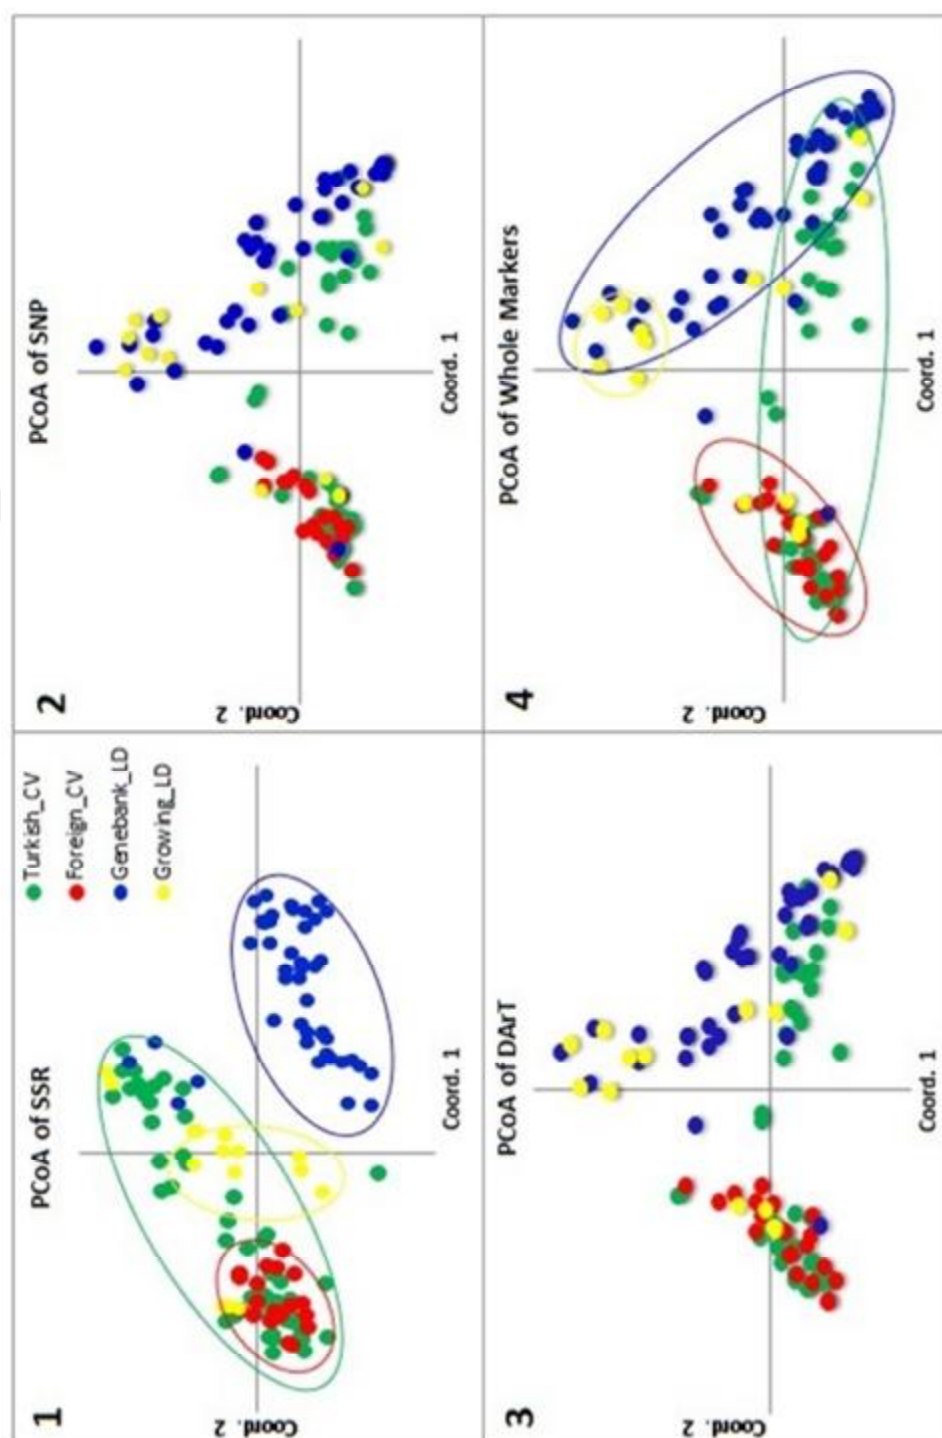 1
PCoA of SSR
Turkish_CV
Foreign_CV
Genebank_LD
Growing_LD
Coord. 2
Coord. 1
2
PCoA of SNP
Coord. 2
Coord. 1
3
PCoA of DArT
Coord. 2
Coord. 1
4
PCoA of Whole Markers
Coord. 2
Coord. 1